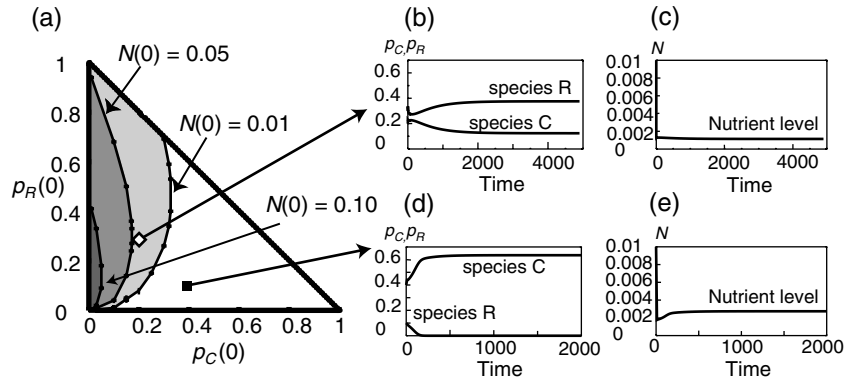 (a)
1
0.8
0.6
0.4
0.2
0
p_R(0)
N(0) = 0.05
N(0) = 0.01
N(0) = 0.10
0 0.2 0.4 0.6 0.8 1
p_C(0)
(b)
p_C,p_R
0.6
0.4
0.2
0
species R
species C
0 2000 4000
Time
(c)
N
0.01
0.008
0.006
0.004
0.002
0
Nutrient level
0 2000 4000
Time
(d)
p_C,p_R
0.6
0.4
0.2
0
species C
species R
0 500 1000 2000
Time
(e)
N
0.01
0.008
0.006
0.004
0.002
0
Nutrient level
0 1000 2000
Time